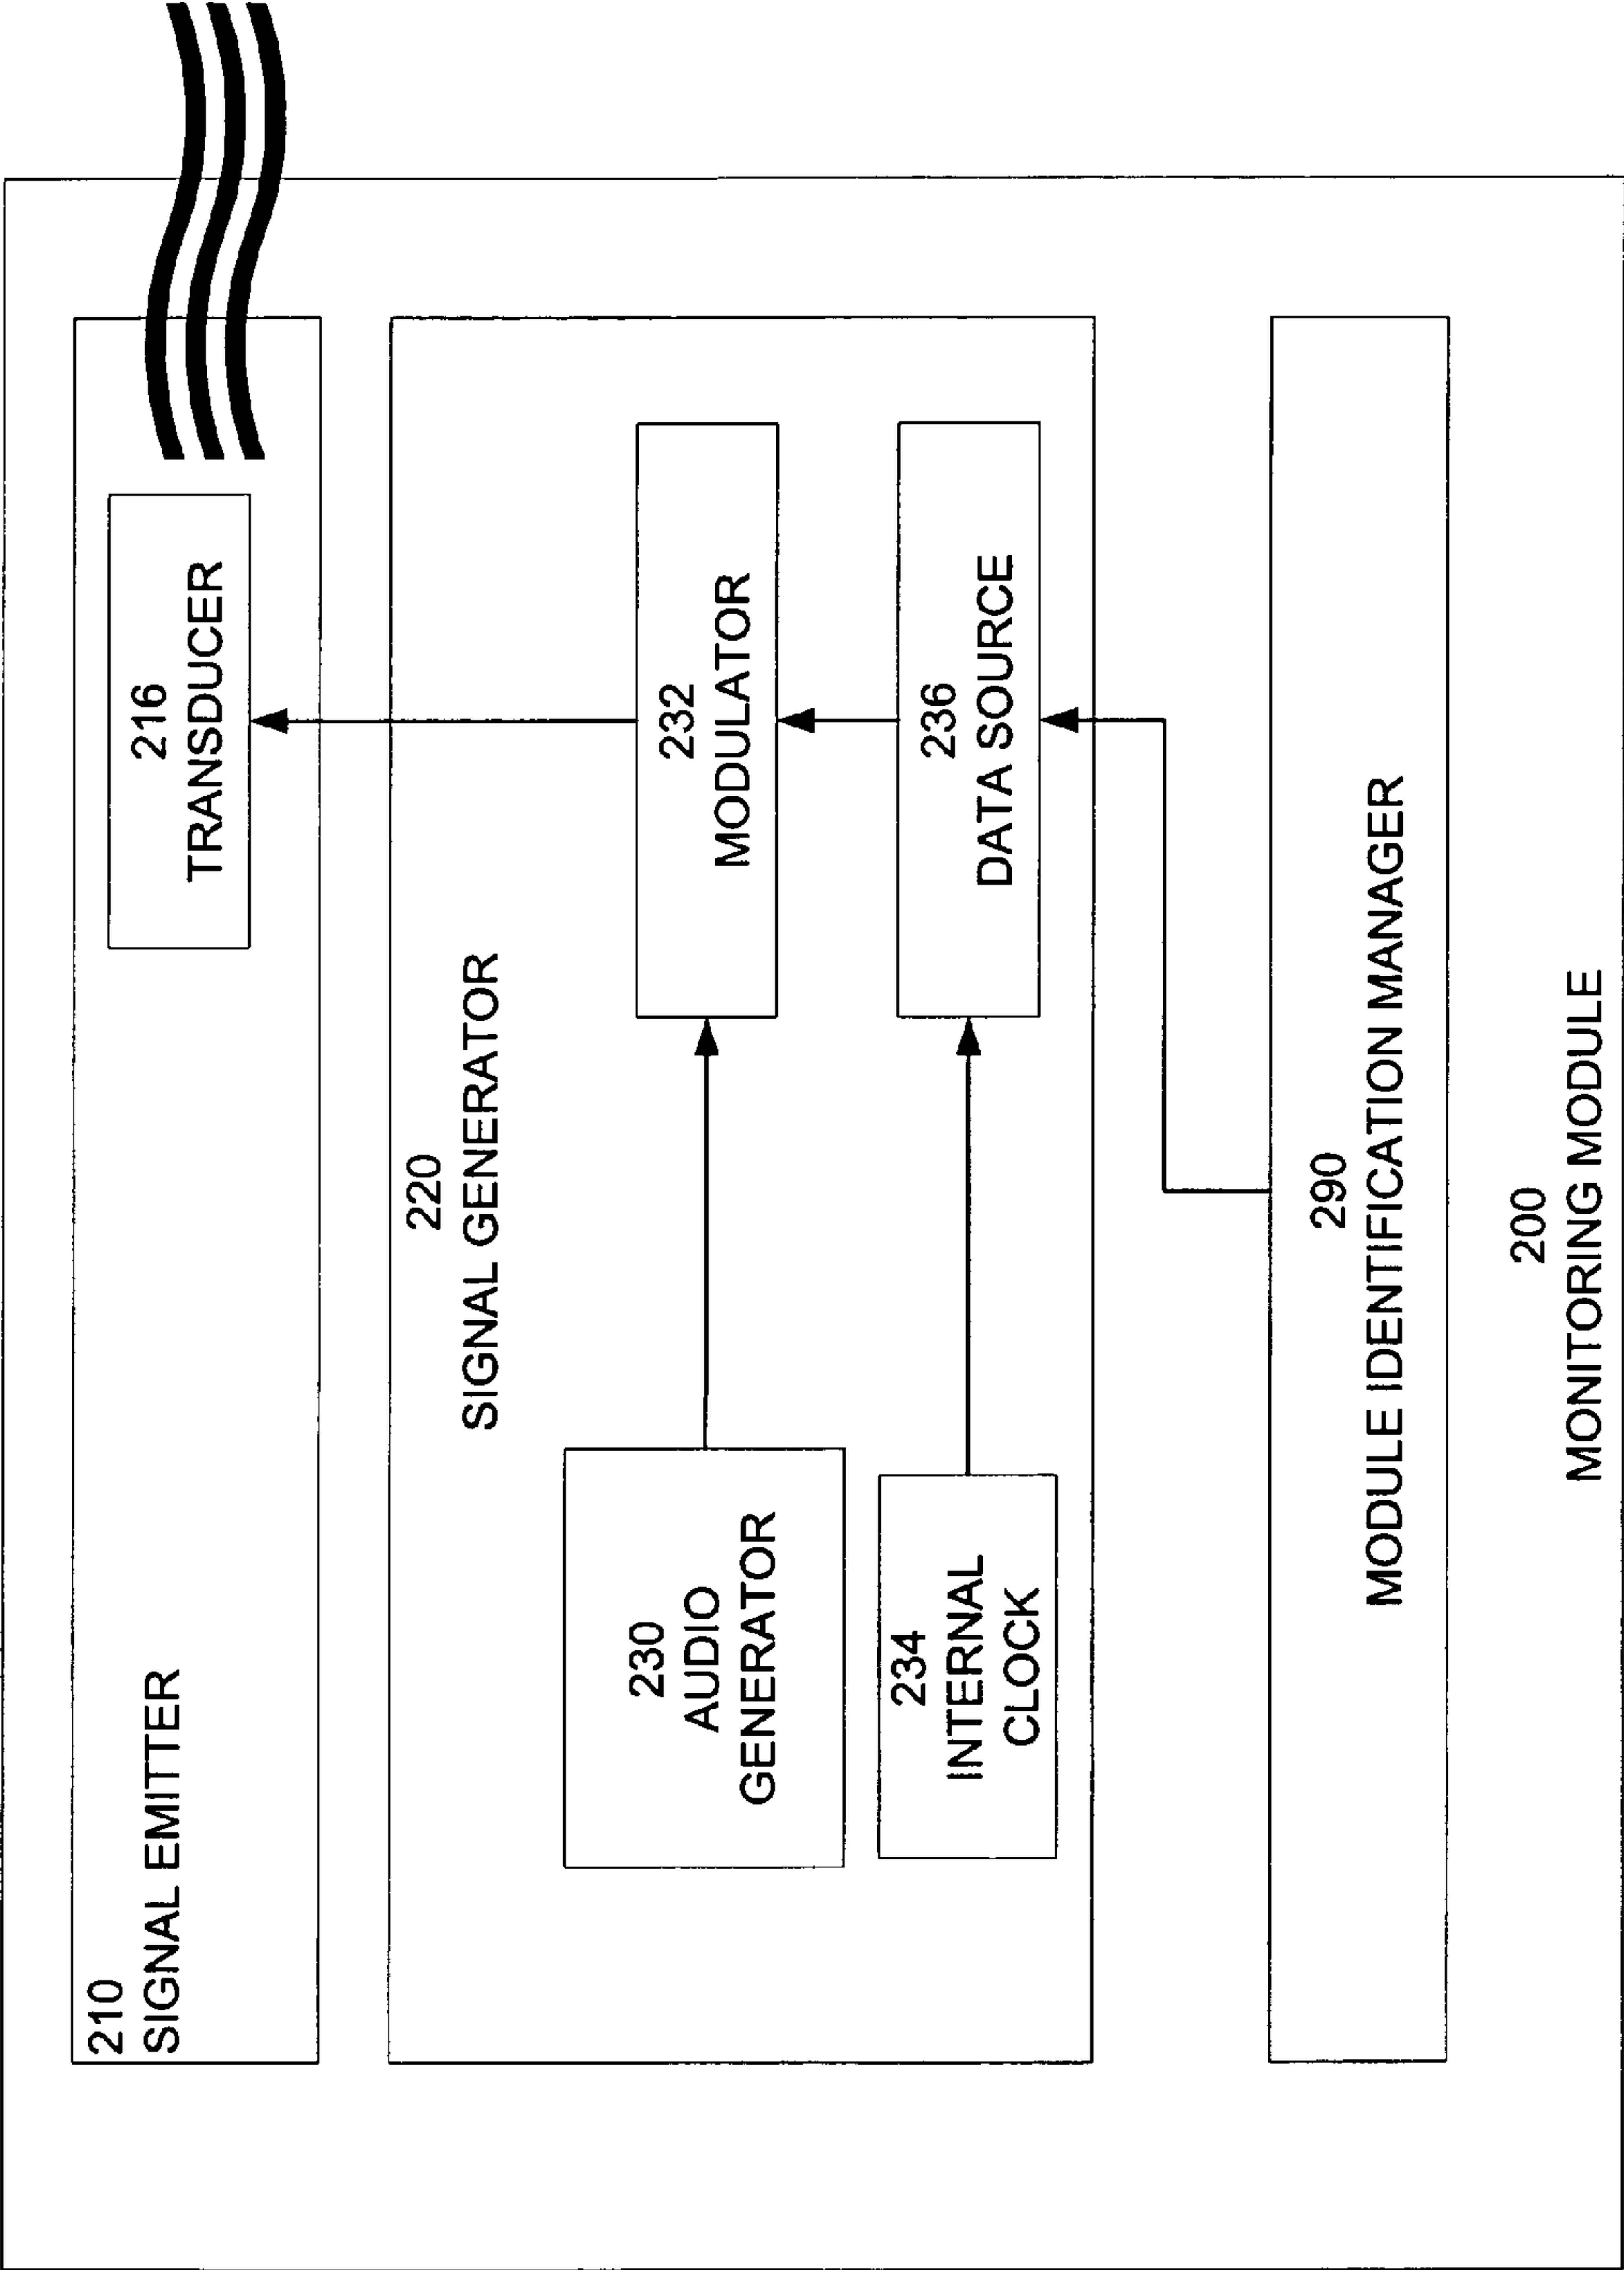 210
SIGNAL EMITTER
216
TRANSDUCER
220
SIGNAL GENERATOR
230
AUDIO
GENERATOR
232
MODULATOR
234
INTERNAL
CLOCK
236
DATA SOURCE
290
MODULE IDENTIFICATION MANAGER
200
MONITORING MODULE